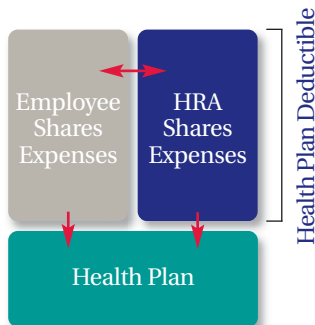 Employee
Shares
Expenses
HRA
Shares
Expenses
Health Plan Deductible
Health Plan